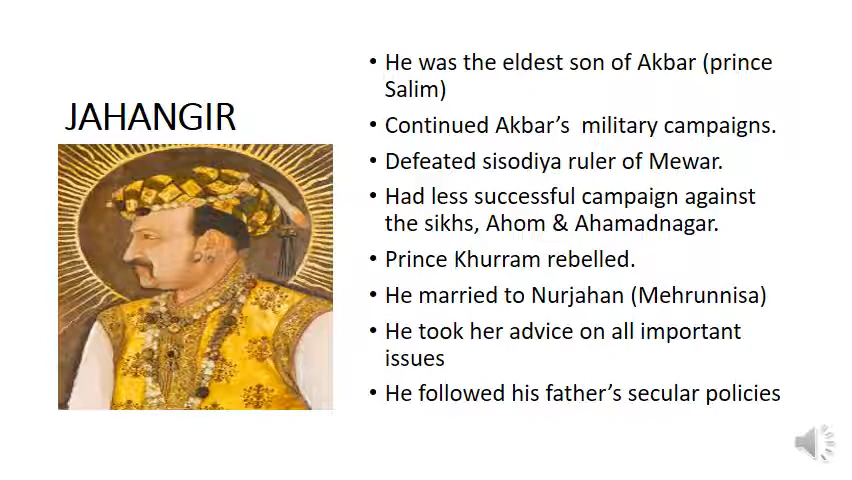 JAHANGIR
• He was the eldest son of Akbar (prince
Salim)
• Continued Akbar’s  military campaigns.
• Defeated sisodiya ruler of Mewar.
• Had less successful campaign against
the sikhs, Ahom & Ahamadnagar.
• Prince Khurram rebelled.
• He married to Nurjahan (Mehrunnisa)
• He took her advice on all important
issues
• He followed his father’s secular policies